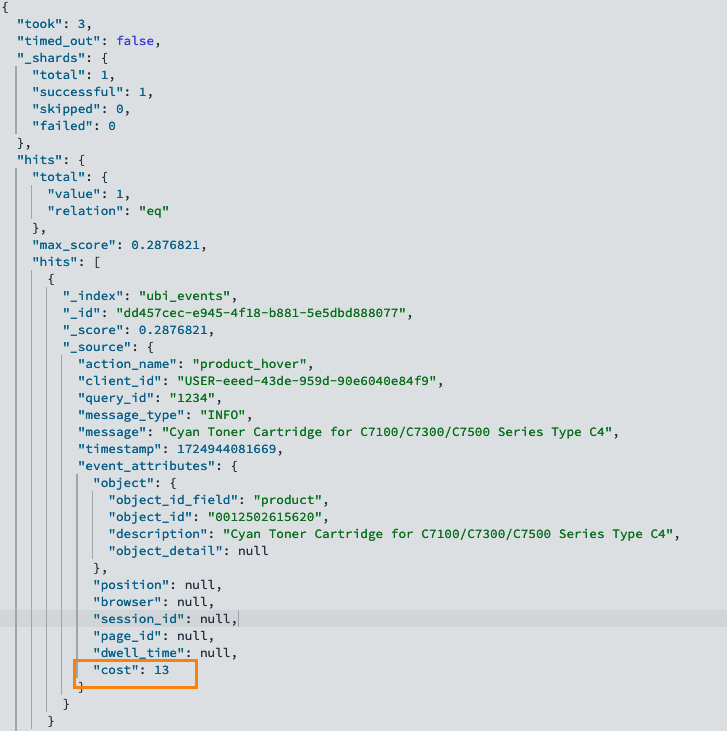 {
"took": 3,
"timed_out": false,
"_shards": {
"total": 1,
"successful": 1,
"skipped": 0,
"failed": 0
},
"hits": {
"total": {
"value": 1,
"relation": "eq"
},
"max_score": 0.2876821,
"hits": [
{
"_index": "ubi_events",
"_id": "dd457cec-e945-4f18-b881-5e5dbd888077",
"_score": 0.2876821,
"_source": {
"action_name": "product_hover",
"client_id": "USER-eeed-43de-959d-90e6040e84f9",
"query_id": "1234",
"message_type": "INFO",
"message": "Cyan Toner Cartridge for C7100/C7300/C7500 Series Type C4",
"timestamp": 1724944081669,
"event_attributes": {
"object": {
"object_id_field": "product",
"object_id": "0012502615620",
"description": "Cyan Toner Cartridge for C7100/C7300/C7500 Series Type C4",
"object_detail": null
},
"position": null,
"browser": null,
"session_id": null,
"page_id": null,
"dwell_time": null,
"cost": 13
}
}
}